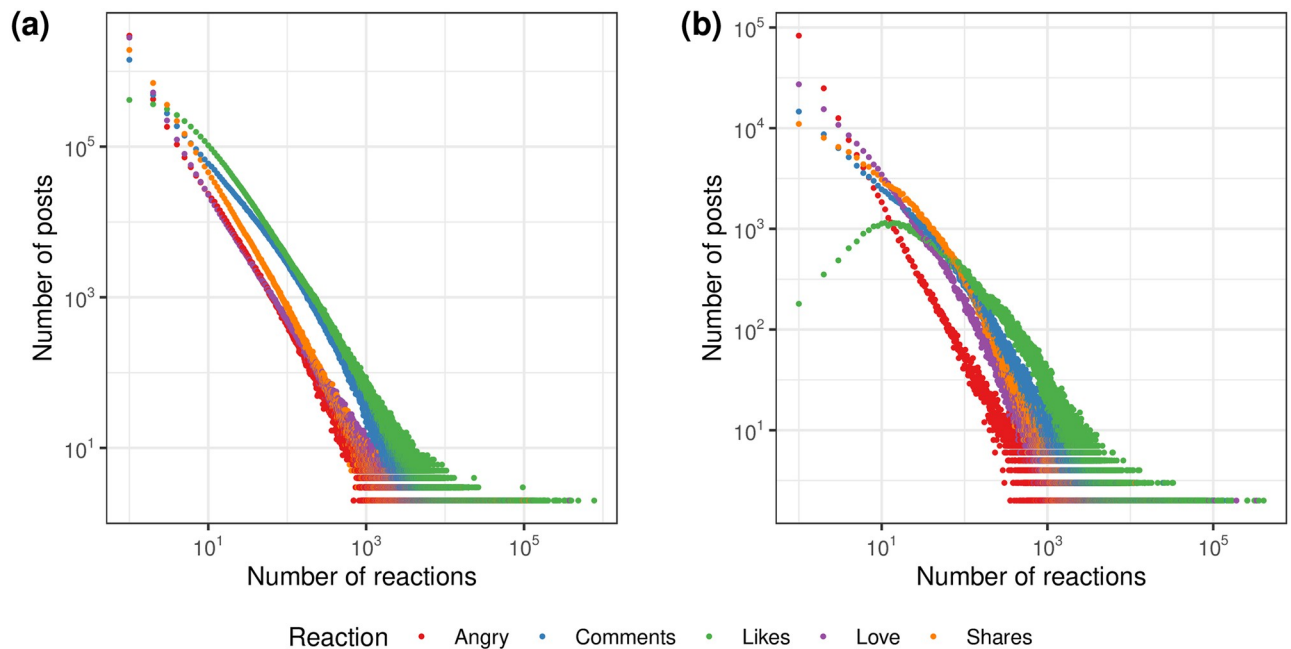 (a)
(b)
Number of posts
10^5
10^3
10^1
10^1
10^3
10^5
Number of reactions
Number of posts
10^5
10^4
10^3
10^2
10^1
10^1
10^3
10^5
Number of reactions
Reaction Angry Comments Likes Love Shares